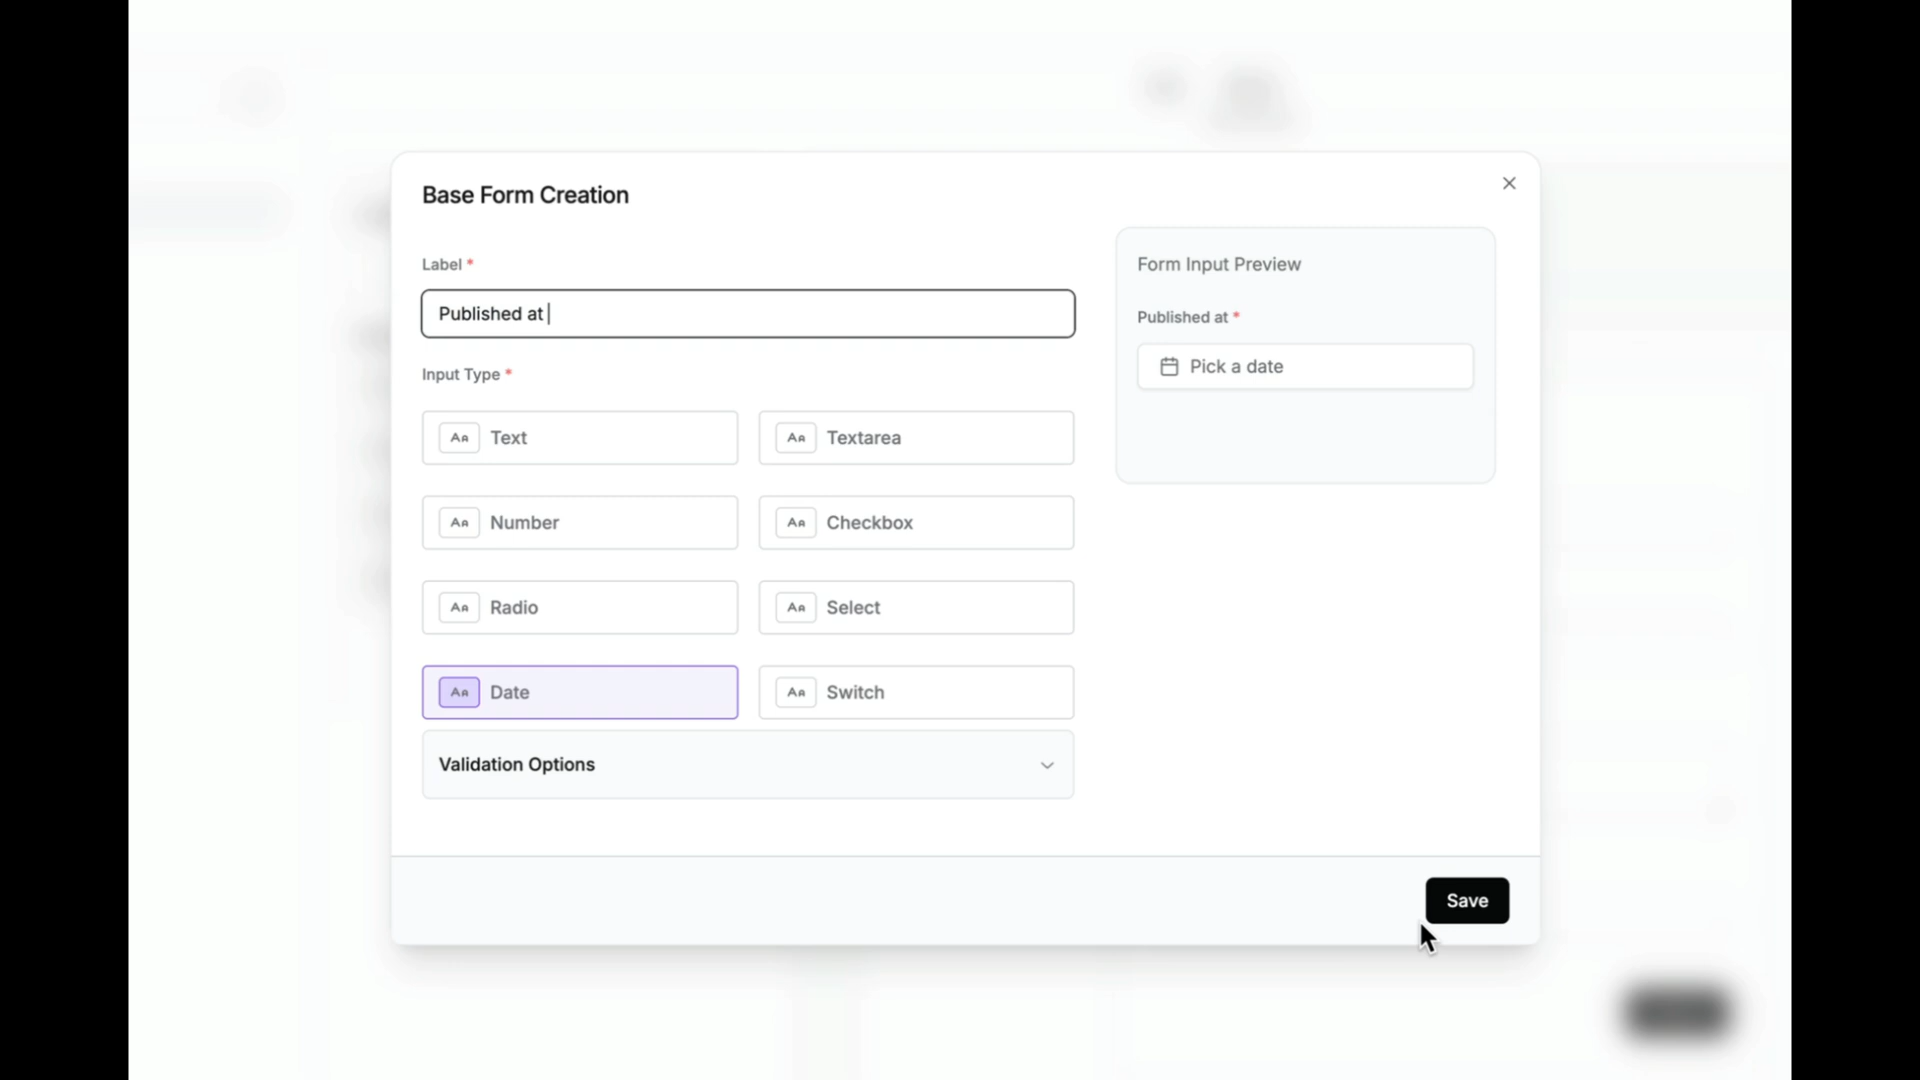 Base Form Creation
Label *
Published at
Input Type *
Aa Text
Aa Textarea
Aa Number
Aa Checkbox
Aa Radio
Aa Select
Aa Date
Aa Switch
Validation Options
Form Input Preview
Published at *
Pick a date
Save